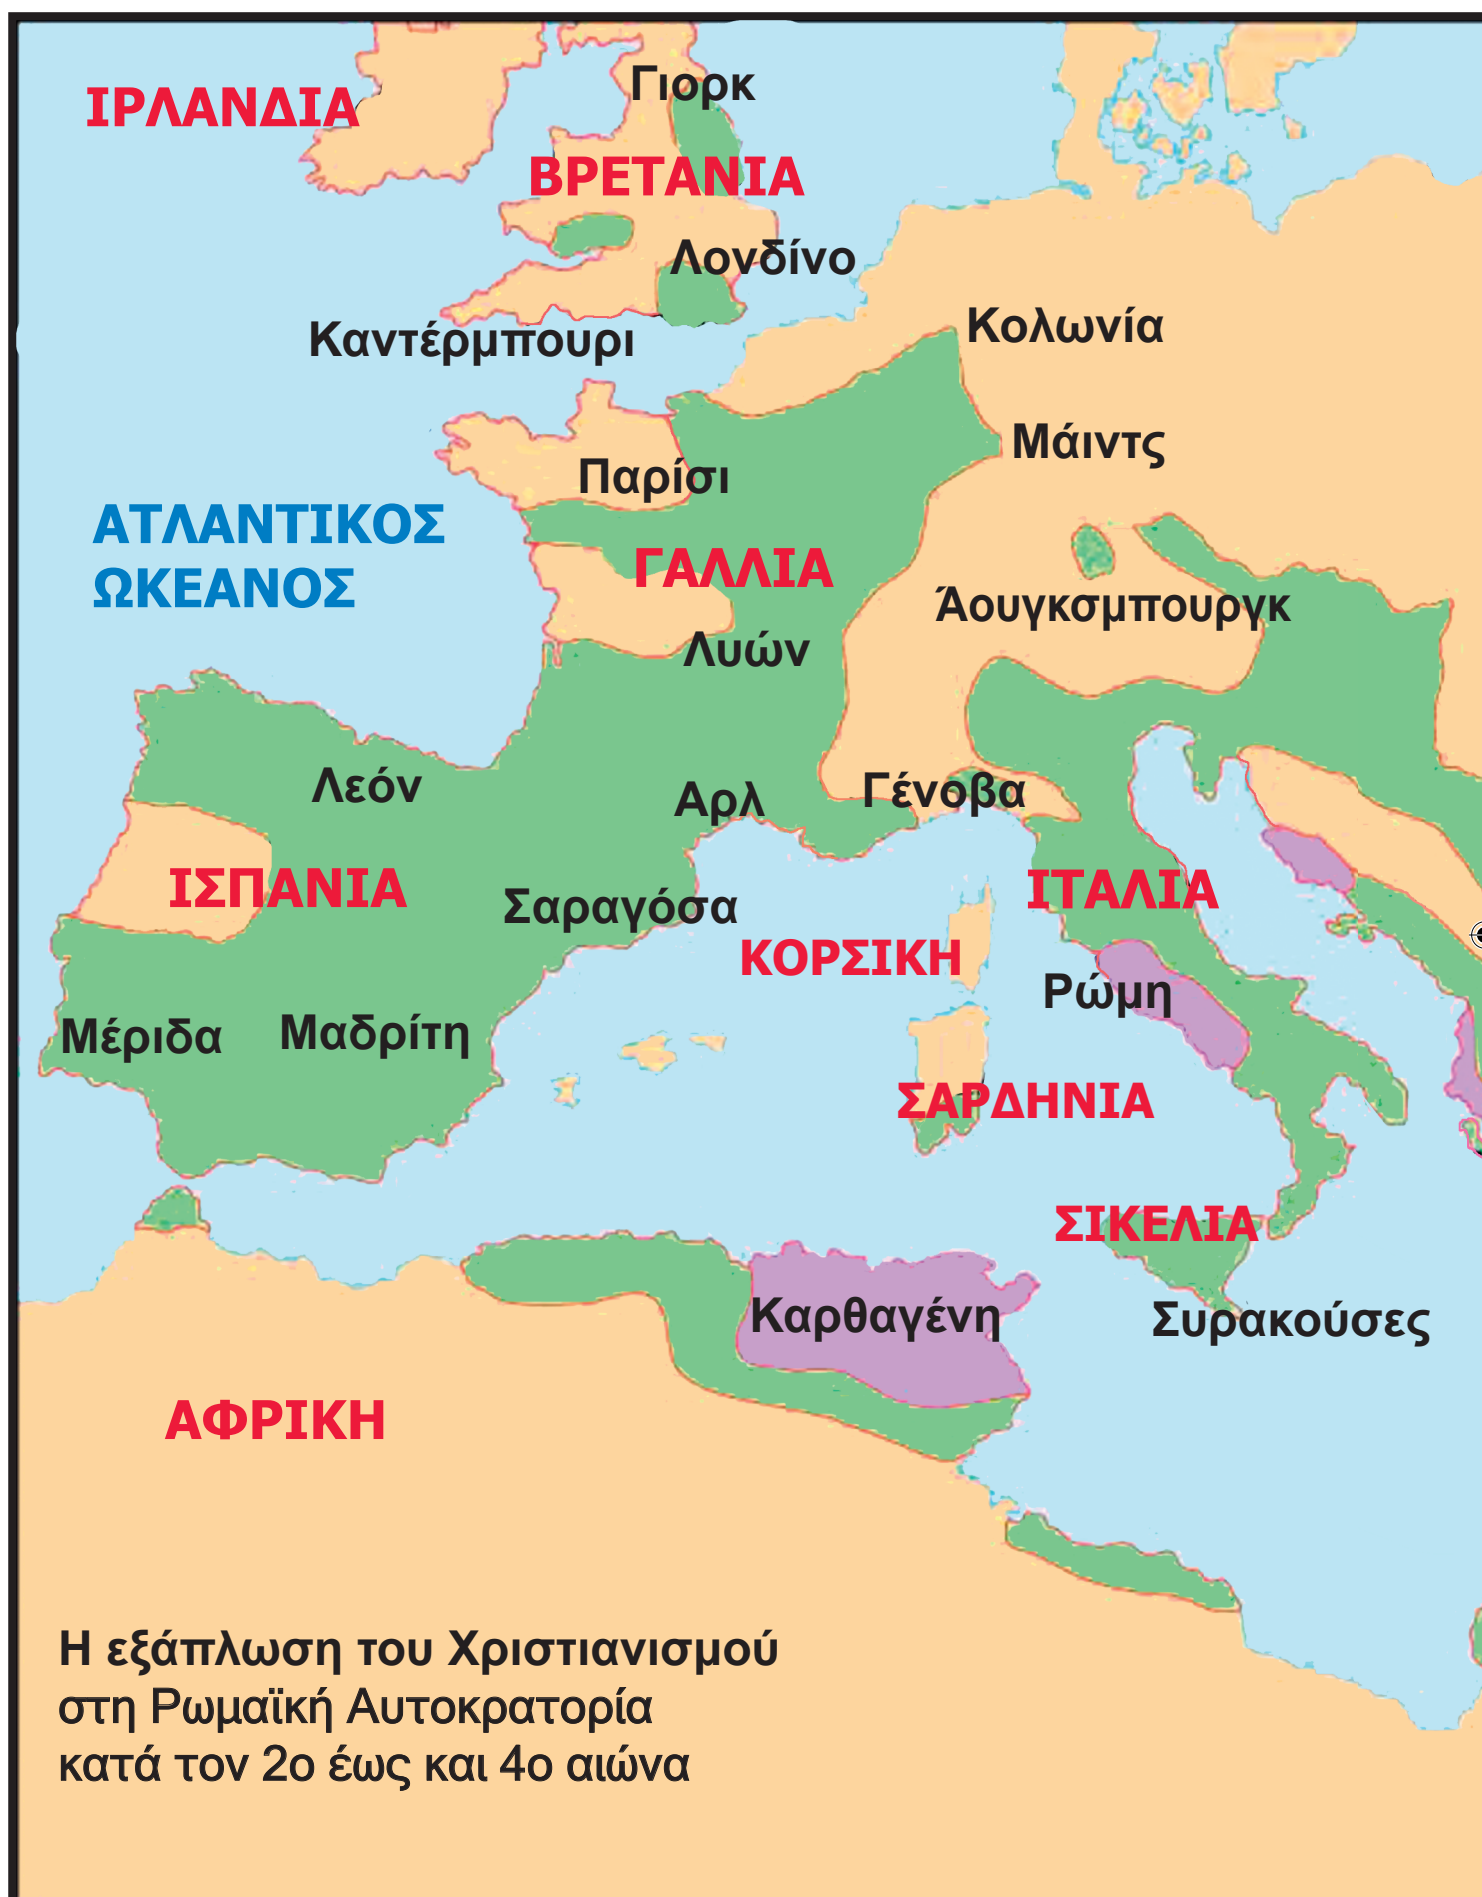 Γιορκ
ΙΡΛΑΝΔΙΑ
ΒΡΕΤΑΝΙΑ
Λονδίνο
Καντέρμπουρι
Κολωνία
Μάιντς
Παρίσι
ΑΤΛΑΝΤΙΚΟΣ
ΩΚΕΑΝΟΣ
ΓΑΛΛΙΑ
Άουγκσμπουργκ
Λυών
Λεόν
Αρλ
Γένοβα
ΙΣΠΑΝΙΑ
Σαραγόσα
ΙΤΑΛΙΑ
ΚΟΡΣΙΚΗ
Ρώμη
Μέριδα
Μαδρίτη
ΣΑΡΔΗΝΙΑ
ΣΙΚΕΛΙΑ
Καρθαγένη
Συρακούσες
ΑΦΡΙΚΗ
Η εξάπλωση του Χριστιανισμού
στη Ρωμαϊκή Αυτοκρατορία
κατά τον 2ο έως και 4ο αιώνα